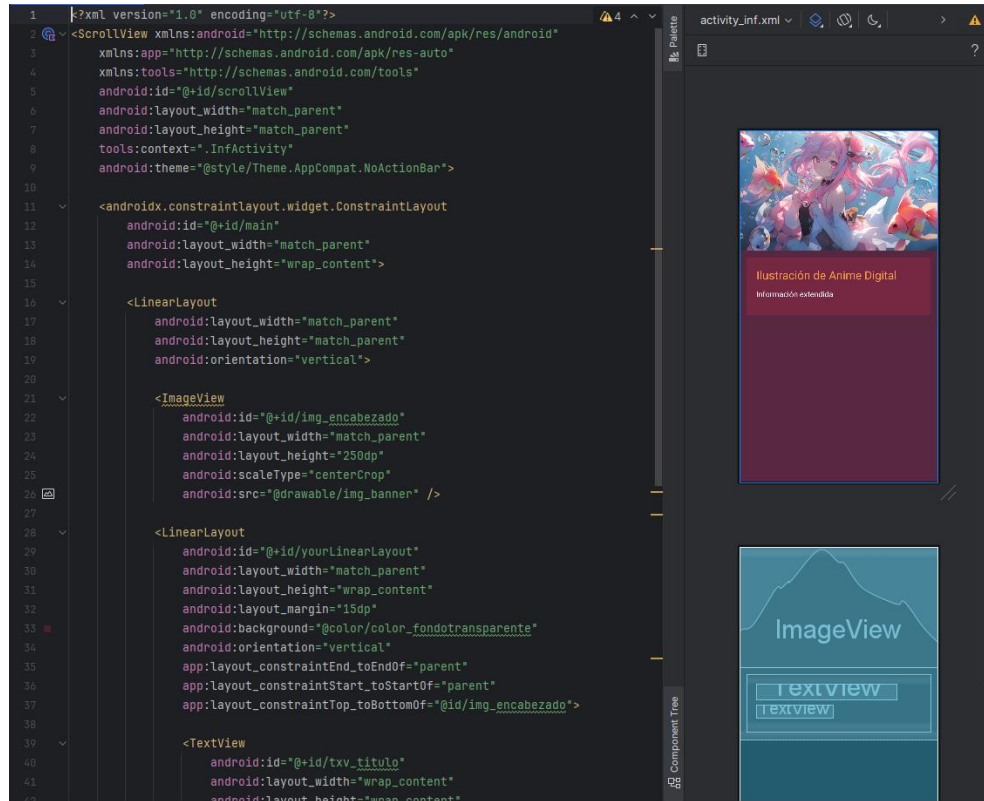 1 <?xml version="1.0" encoding="utf-8"?>
2 <ScrollView xmlns:android="http://schemas.android.com/apk/res/android"
3 xmlns:app="http://schemas.android.com/apk/res-auto"
4 xmlns:tools="http://schemas.android.com/tools"
5 android:id="@+id/scrollView"
6 android:layout_width="match_parent"
7 android:layout_height="match_parent"
8 tools:context=".InfActivity"
9 android:theme="@style/Theme.AppCompat.NoActionBar">
10
11 <androidx.constraintlayout.widget.ConstraintLayout
12 android:id="@+id/main"
13 android:layout_width="match_parent"
14 android:layout_height="wrap_content">
15
16 <LinearLayout
17 android:layout_width="match_parent"
18 android:layout_height="match_parent"
19 android:orientation="vertical">
20
21 <ImageView
22 android:id="@+id/img_encabezado"
23 android:layout_width="match_parent"
24 android:layout_height="250dp"
25 android:scaleType="centerCrop"
26 android:src="@drawable/img_banner" />
27
28 <LinearLayout
29 android:id="@+id/yourLinearLayout"
30 android:layout_width="match_parent"
31 android:layout_height="wrap_content"
32 android:layout_margin="15dp"
33 android:background="@color/color_fondotransparente"
34 android:orientation="vertical"
35 app:layout_constraintEnd_toEndOf="parent"
36 app:layout_constraintStart_toStartOf="parent"
37 app:layout_constraintTop_toBottomOf="@id/img_encabezado">
38
39 <TextView
40 android:id="@+id/txv_titulo"
41 android:layout_width="wrap_content"
42 android:layout_height="wrap_content"
4
Palette
Component Tree
activity_inf.xml
?
Ilustración de Anime Digital
Información extendida
ImageView
TextView
TextView